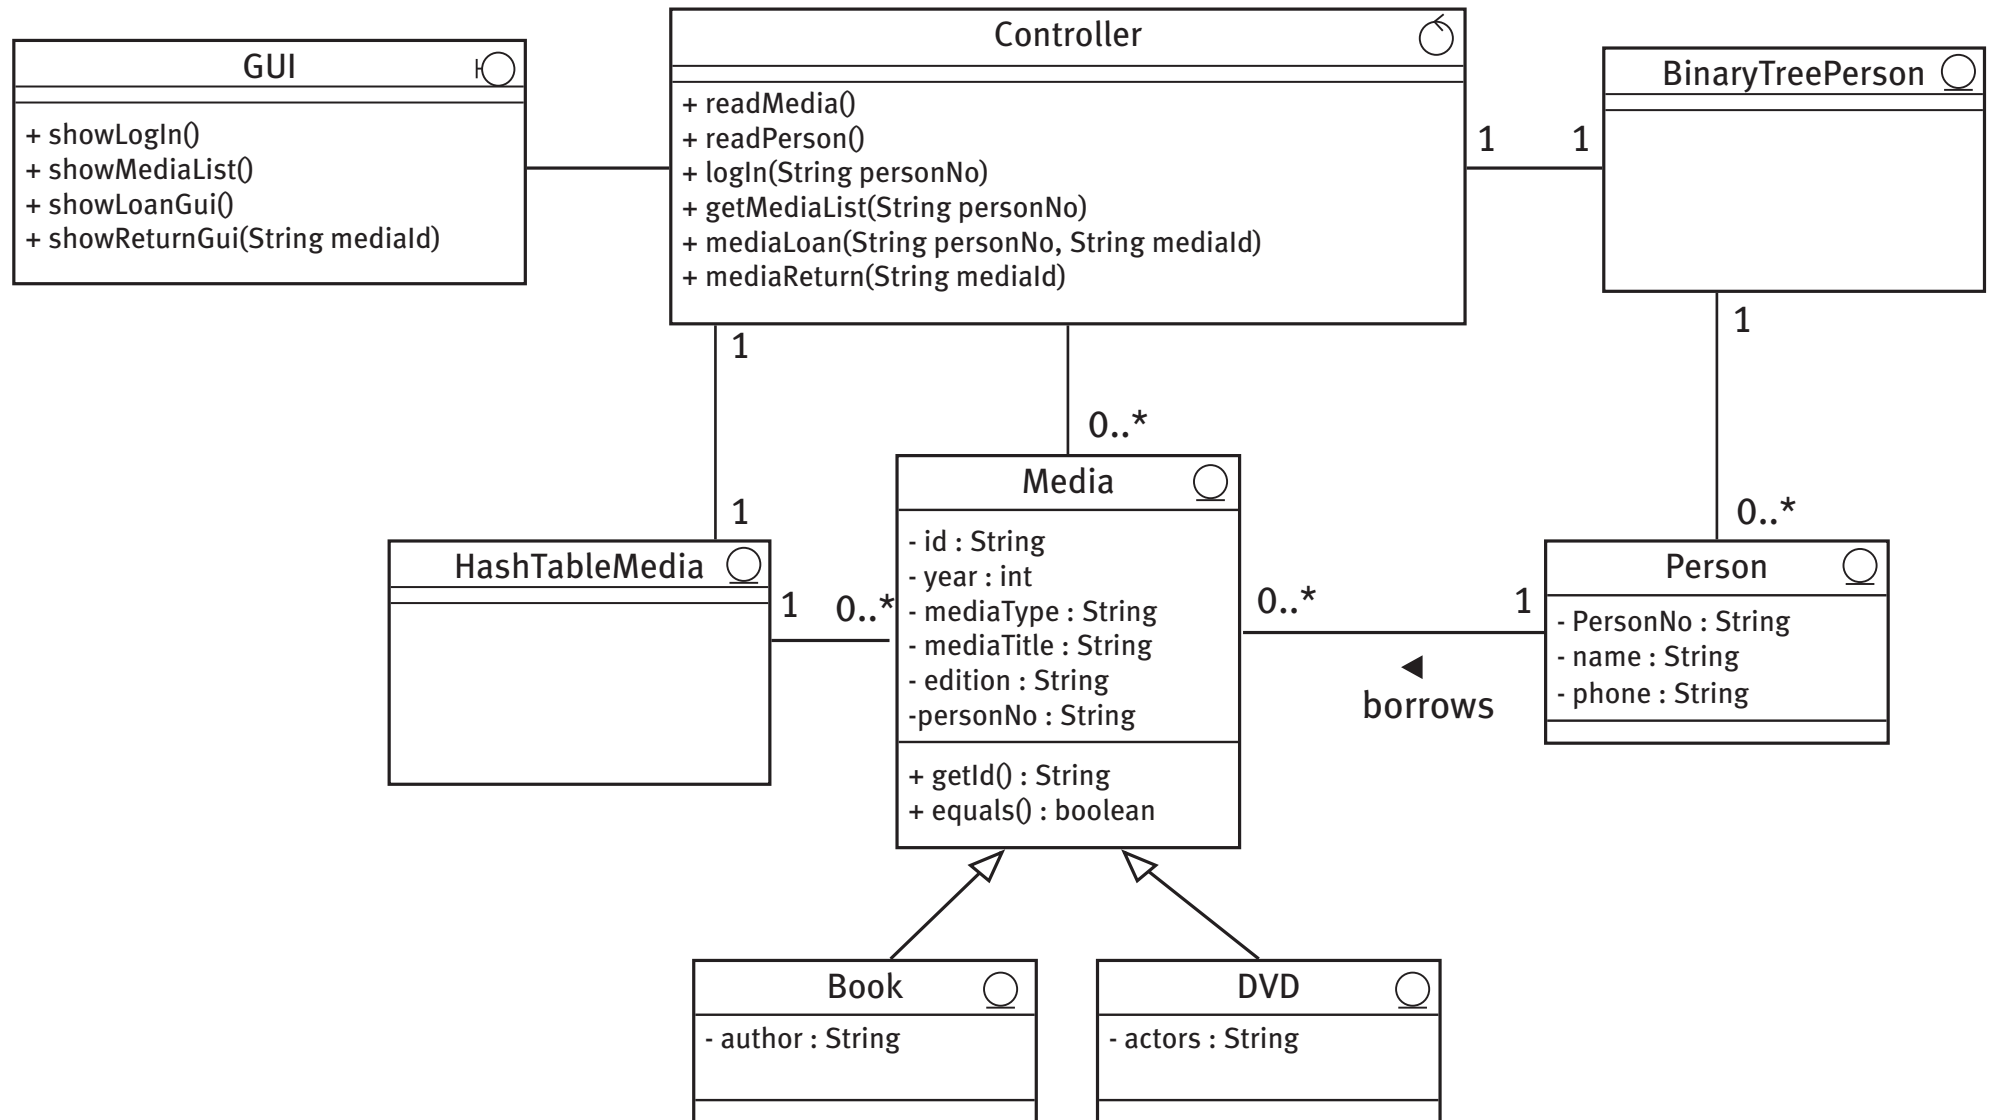 GUI
+ showLogIn()
+ showMediaList()
+ showLoanGui()
+ showReturnGui(String mediaId)
Controller
+ readMedia()
+ readPerson()
+ logIn(String personNo)
+ getMediaList(String personNo)
+ mediaLoan(String personNo, String mediaId)
+ mediaReturn(String mediaId)
1 1
BinaryTreePerson
1
0..*
1
1
0..*
HashTableMedia
1 0..*
Media
- id : String
- year : int
- mediaType : String
- mediaTitle : String
- edition : String
-personNo : String
+ getId() : String
+ equals() : boolean
0..* 1
borrows
Person
- PersonNo : String
- name : String
- phone : String
Book
- author : String
DVD
- actors : String